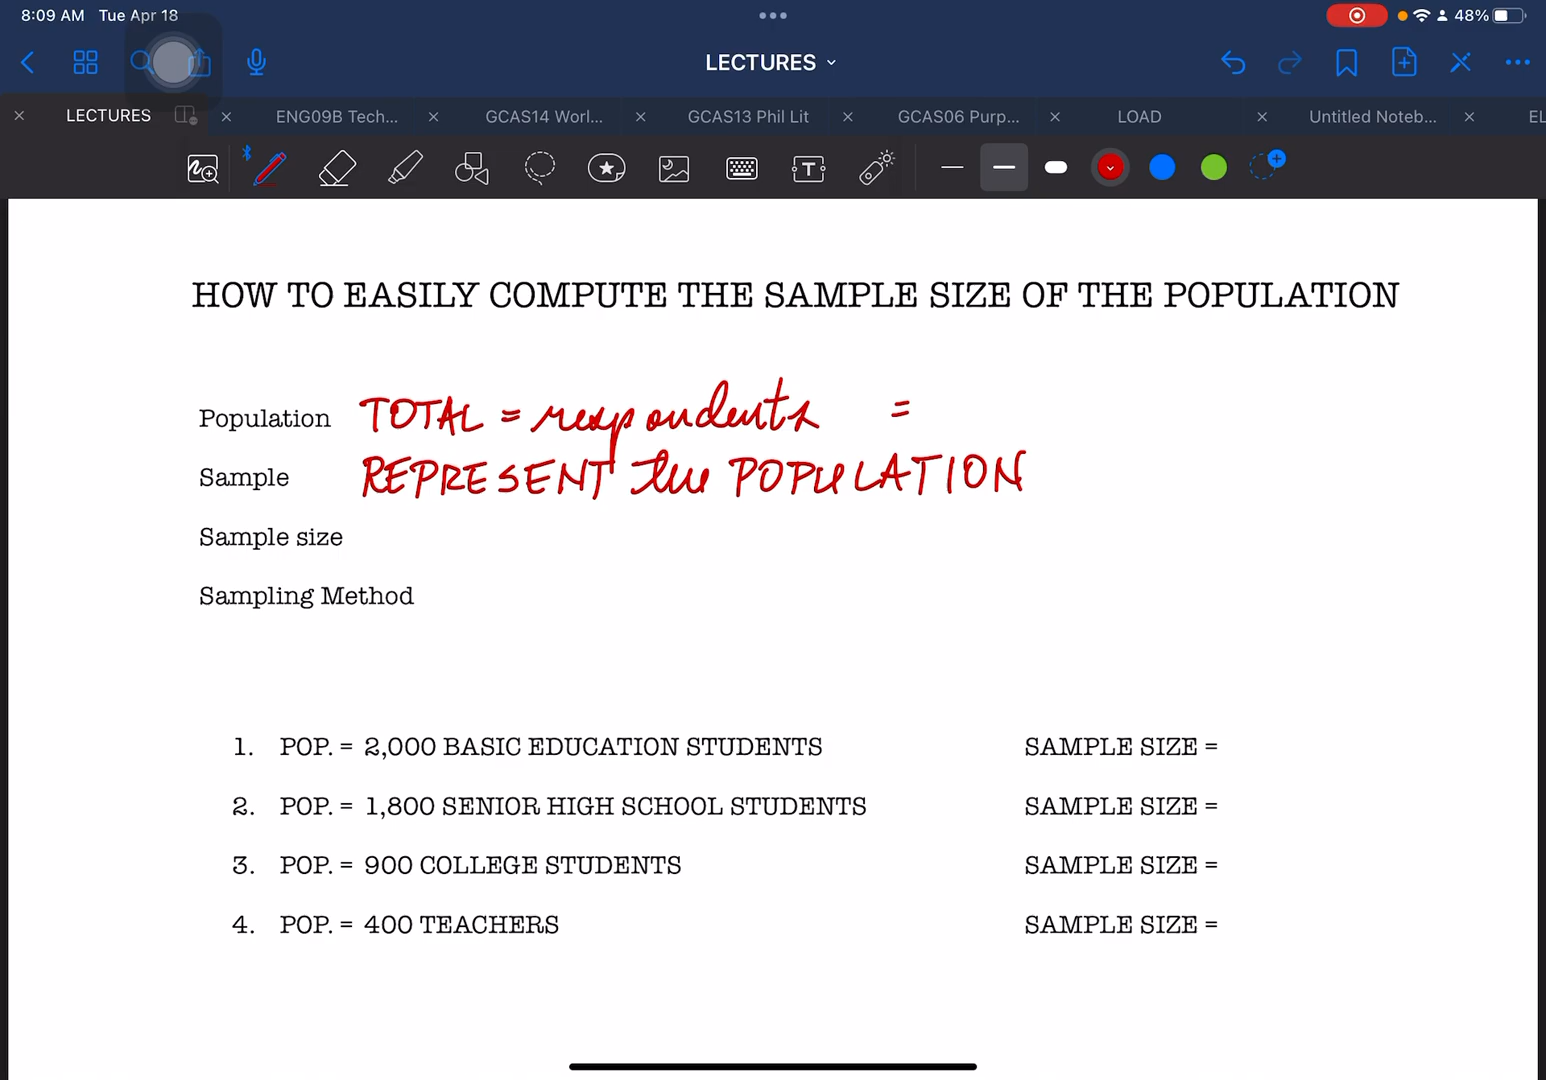 8:09 AM Tue Apr 18
48%
LECTURES
LECTURES
ENG09B Tech...
GCAS14 Worl...
GCAS13 Phil Lit
GCAS06 Purp...
LOAD
Untitled Noteb...
EL
HOW TO EASILY COMPUTE THE SAMPLE SIZE OF THE POPULATION
Population TOTAL = respondents =
Sample REPRESENT the POPULATION
Sample size
Sampling Method
1. POP. = 2,000 BASIC EDUCATION STUDENTS SAMPLE SIZE =
2. POP. = 1,800 SENIOR HIGH SCHOOL STUDENTS SAMPLE SIZE =
3. POP. = 900 COLLEGE STUDENTS SAMPLE SIZE =
4. POP. = 400 TEACHERS SAMPLE SIZE =